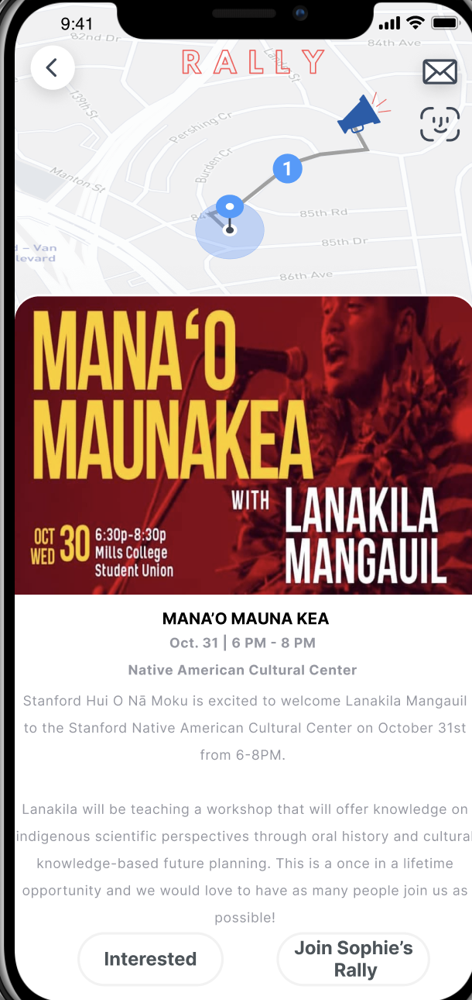 9:41
82nd Dr
84th Ave
RALLY
Landing St
139th St
Pershing Cr
Burden Cr
1
Manton St
84
85th Rd
d – Van
levard
85th Dr
86th Ave
MANAʻO
MAUNAKEA
WITH LANAKILA
MANGAUIL
OCT
WED 30
6:30p-8:30p
Mills College
Student Union
MANA’O MAUNA KEA
Oct. 31 | 6 PM - 8 PM
Native American Cultural Center
Stanford Hui O Nā Moku is excited to welcome Lanakila Mangauil
to the Stanford Native American Cultural Center on October 31st
from 6-8PM.
Lanakila will be teaching a workshop that will offer knowledge on
indigenous scientific perspectives through oral history and cultural
knowledge-based future planning. This is a once in a lifetime
opportunity and we would love to have as many people join us as
possible!
Interested
Join Sophie’s
Rally